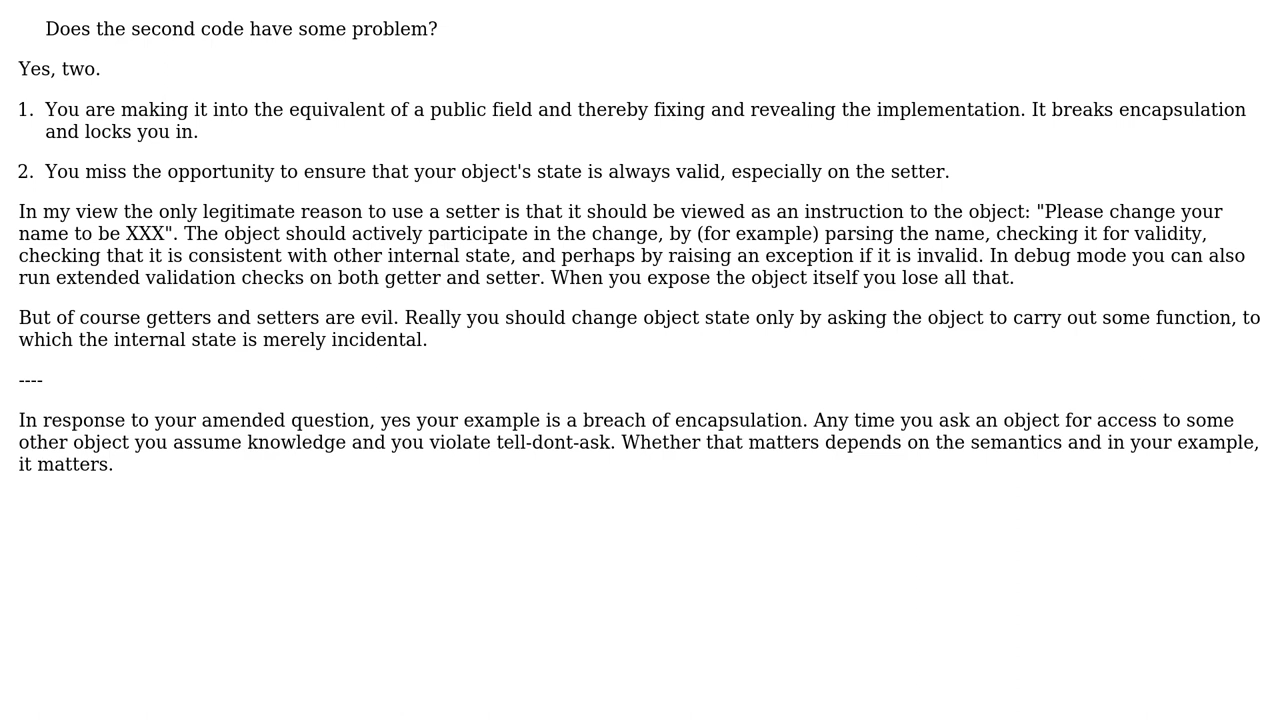 Does the second code have some problem?
Yes, two.
1. You are making it into the equivalent of a public field and thereby fixing and revealing the implementation. It breaks encapsulation
and locks you in.
2. You miss the opportunity to ensure that your object's state is always valid, especially on the setter.
In my view the only legitimate reason to use a setter is that it should be viewed as an instruction to the object: "Please change your
name to be XXX". The object should actively participate in the change, by (for example) parsing the name, checking it for validity,
checking that it is consistent with other internal state, and perhaps by raising an exception if it is invalid. In debug mode you can also
run extended validation checks on both getter and setter. When you expose the object itself you lose all that.
But of course getters and setters are evil. Really you should change object state only by asking the object to carry out some function, to
which the internal state is merely incidental.
----
In response to your amended question, yes your example is a breach of encapsulation. Any time you ask an object for access to some
other object you assume knowledge and you violate tell-dont-ask. Whether that matters depends on the semantics and in your example,
it matters.